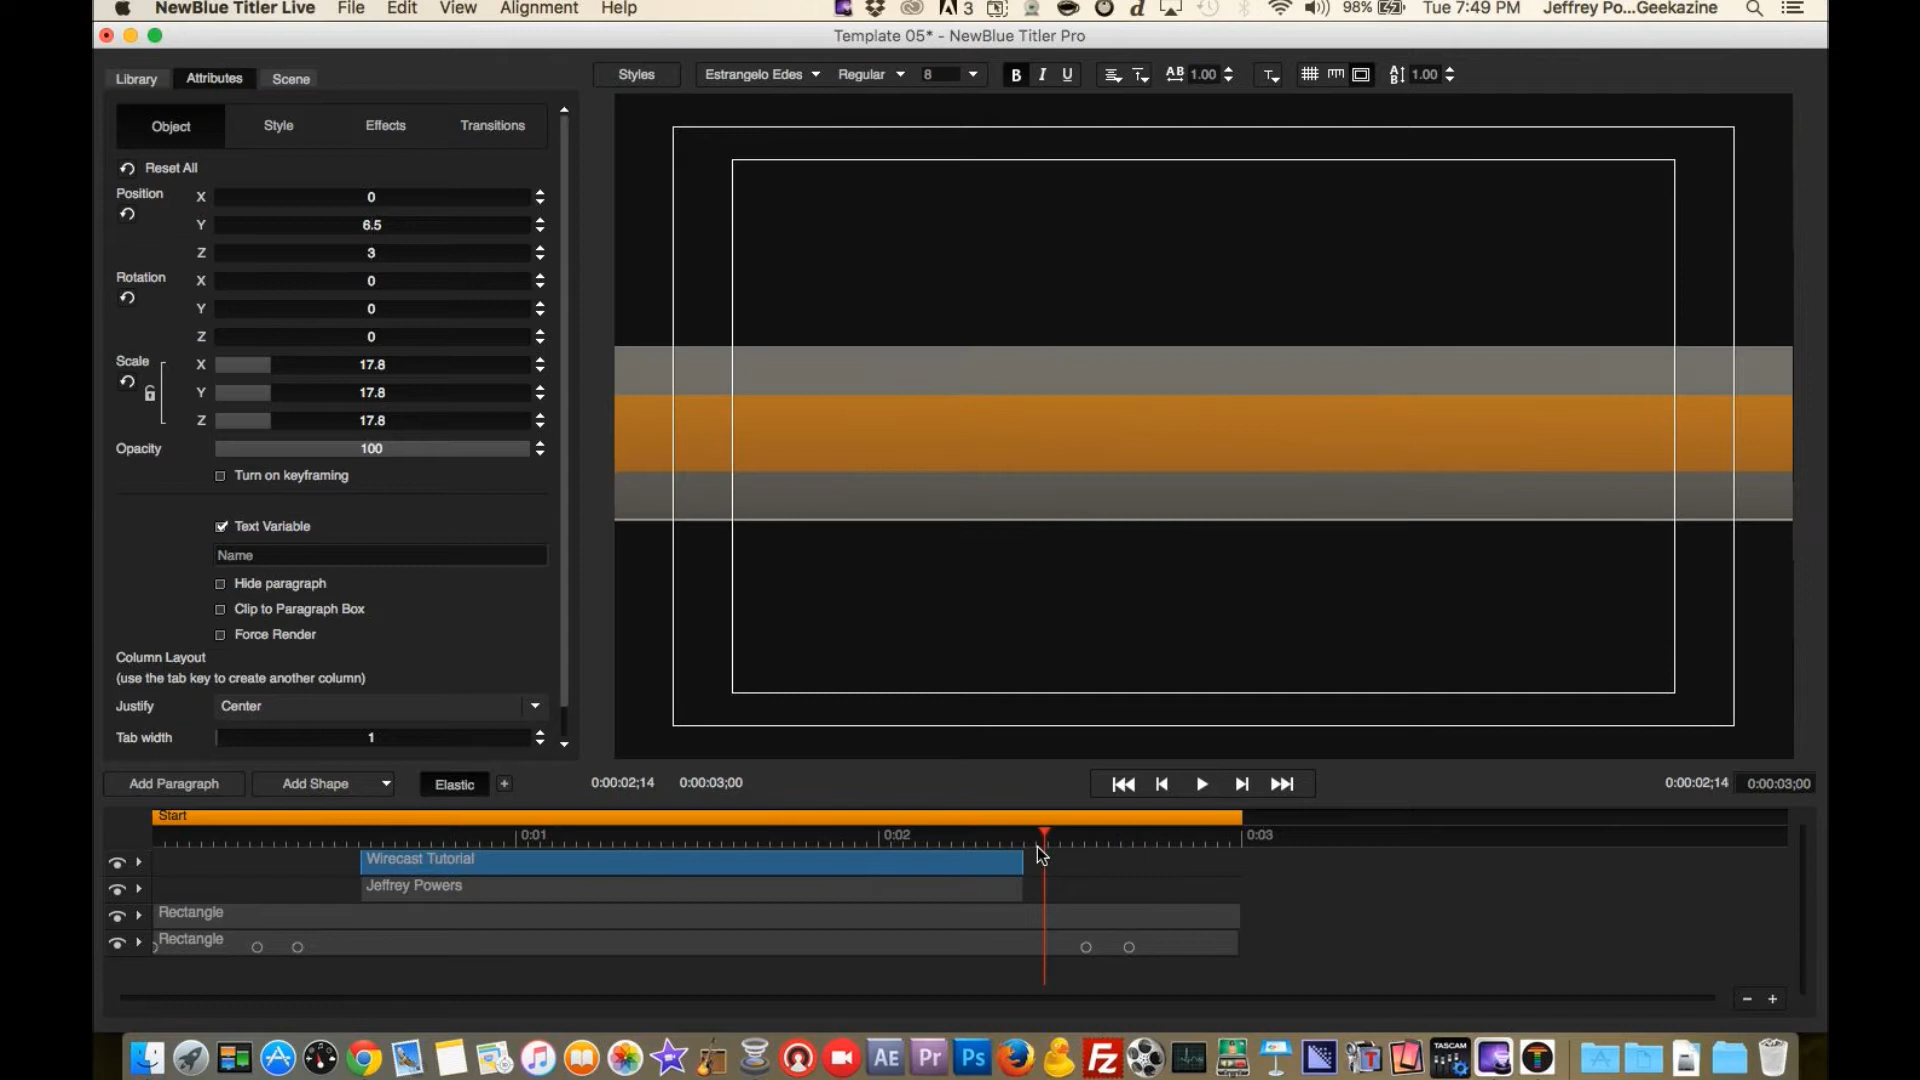 NewBlue Titler Live File Edit View Alignment Help 3 98% Tue 7:49 PM Jeffrey Po...Geekazine
Template 05* - NewBlue Titler Pro
Library Attributes Scene Styles Estrangelo Edes Regular 8 B I U AB 1.00 T 1.00
Object Style Effects Transitions
Reset All
Position X 0
Y 6.5
Z 3
Rotation X 0
Y 0
Z 0
Scale X 17.8
Y 17.8
Z 17.8
Opacity 100
Turn on keyframing
Text Variable
Name
Hide paragraph
Clip to Paragraph Box
Force Render
Column Layout
(use the tab key to create another column)
Justify Center
Tab width 1
Add Paragraph Add Shape Elastic + 0:00:02;14 0:00:03;00 0:00:02;14 0:00:03;00
Start
0:01 0:02 0:03
Wirecast Tutorial
Jeffrey Powers
Rectangle
Rectangle
AE Pr Ps FZ TASCAM T